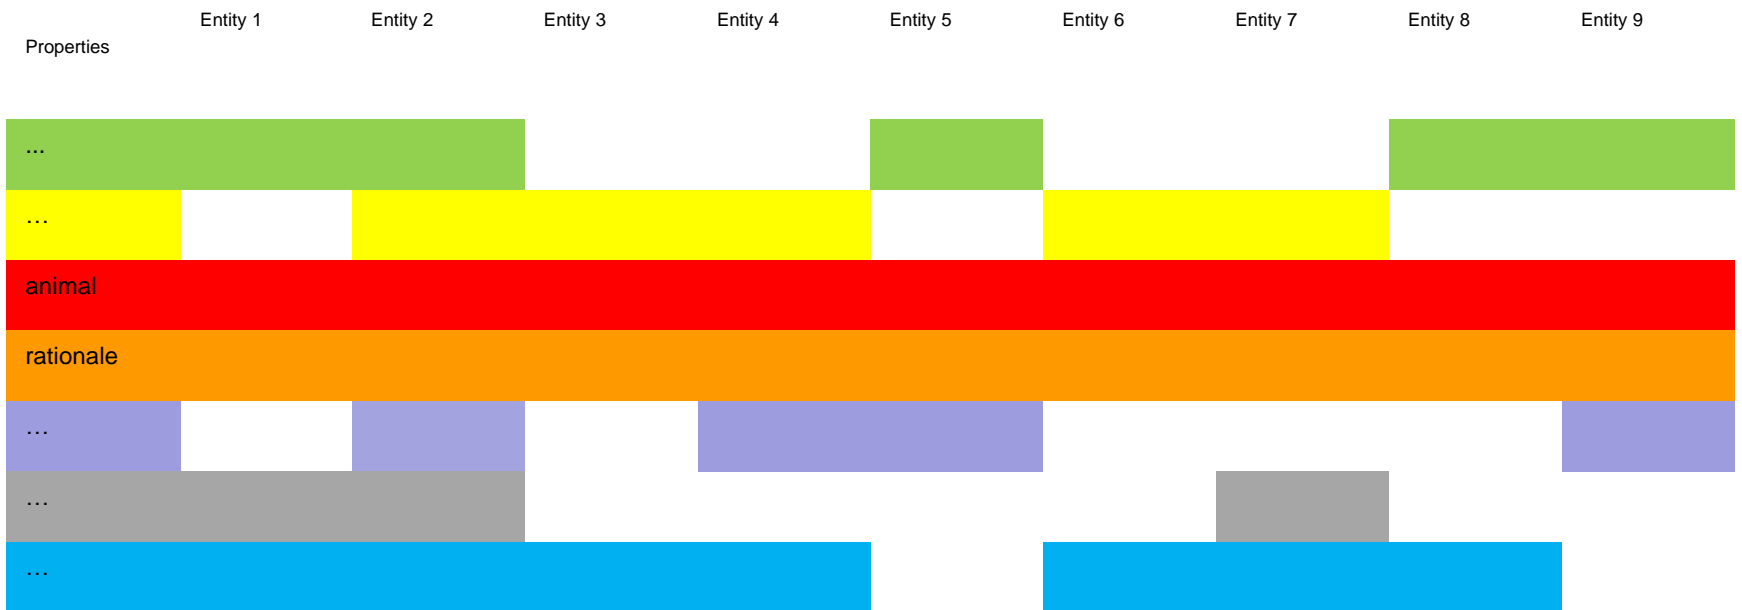 Entity 1 Entity 2 Entity 3 Entity 4 Entity 5 Entity 6 Entity 7 Entity 8 Entity 9
Properties
...
...
animal
rationale
...
...
...